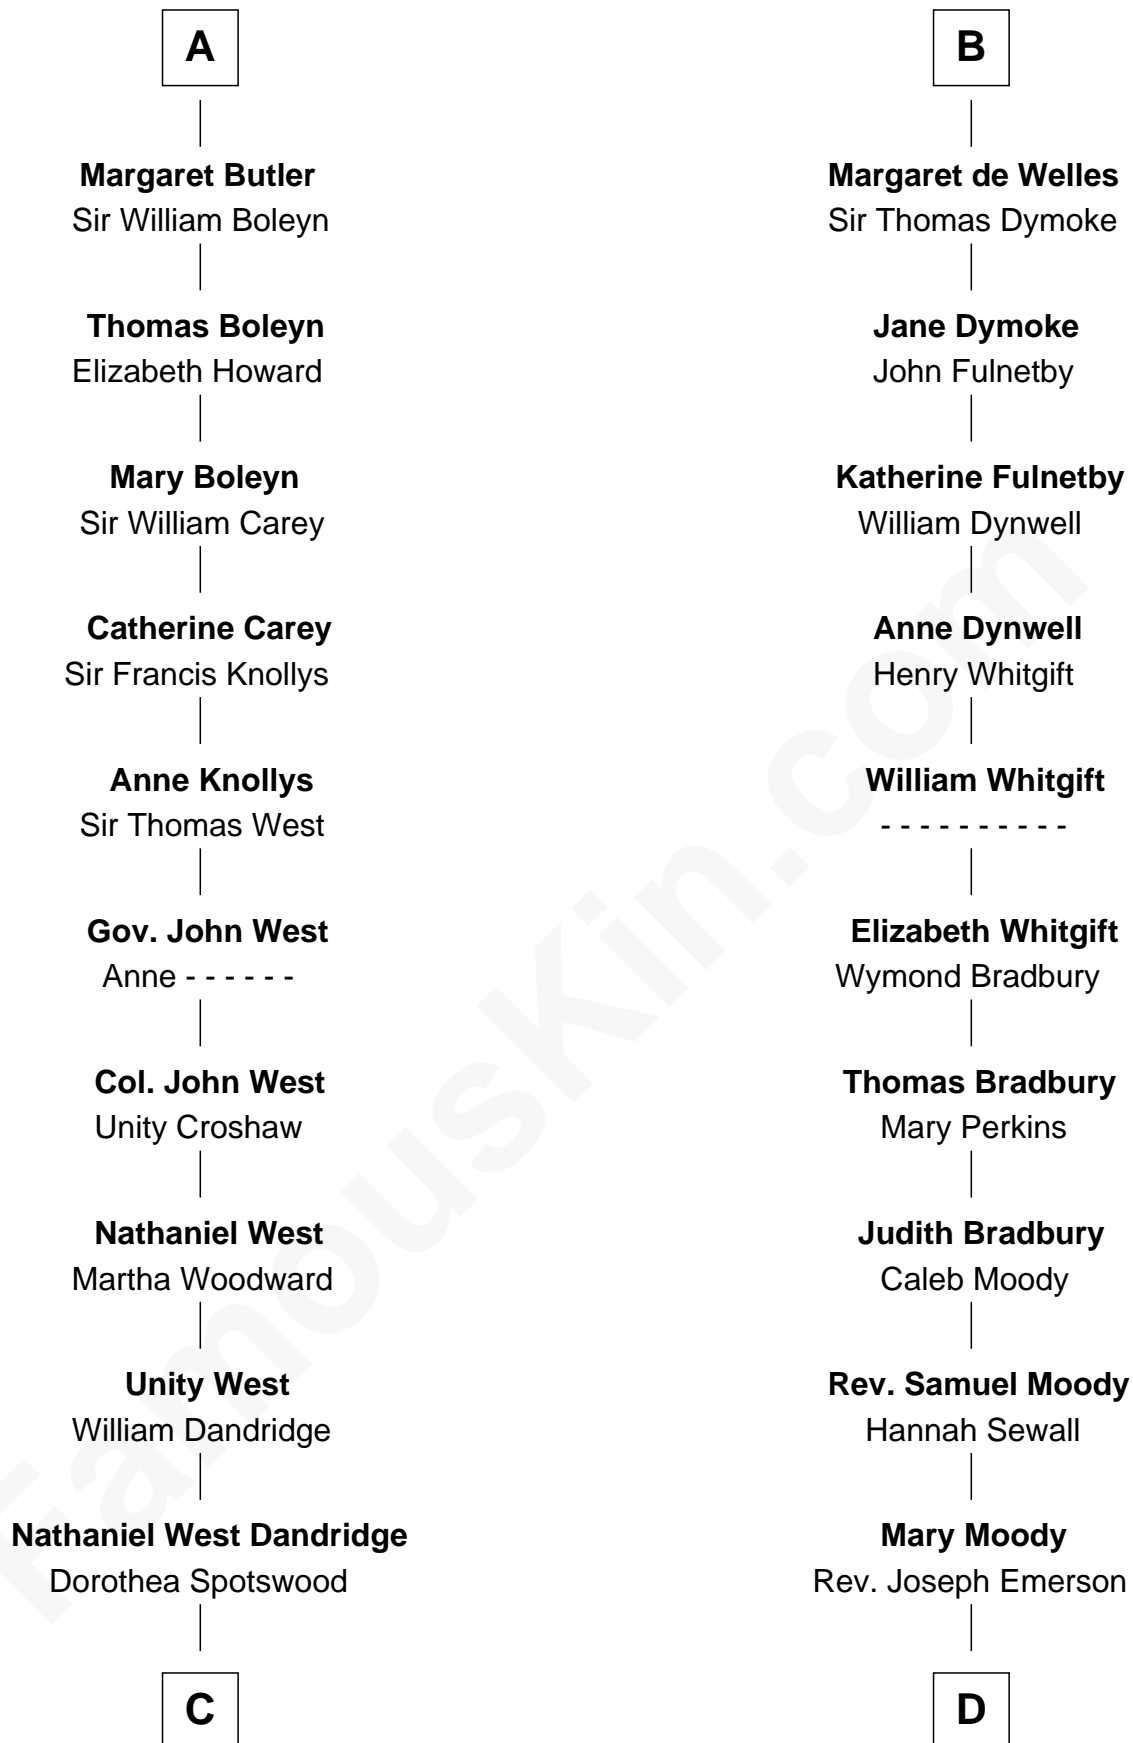 A
Margaret Butler
Sir William Boleyn
Thomas Boleyn
Elizabeth Howard
Mary Boleyn
Sir William Carey
Catherine Carey
Sir Francis Knollys
Anne Knollys
Sir Thomas West
Gov. John West
Anne - - - - - -
Col. John West
Unity Croshaw
Nathaniel West
Martha Woodward
Unity West
William Dandridge
Nathaniel West Dandridge
Dorothea Spotswood
C
B
Margaret de Welles
Sir Thomas Dymoke
Jane Dymoke
John Fulnetby
Katherine Fulnetby
William Dynwell
Anne Dynwell
Henry Whitgift
William Whitgift
- - - - - - - - - -
Elizabeth Whitgift
Wymond Bradbury
Thomas Bradbury
Mary Perkins
Judith Bradbury
Caleb Moody
Rev. Samuel Moody
Hannah Sewall
Mary Moody
Rev. Joseph Emerson
D
FamousKin.com